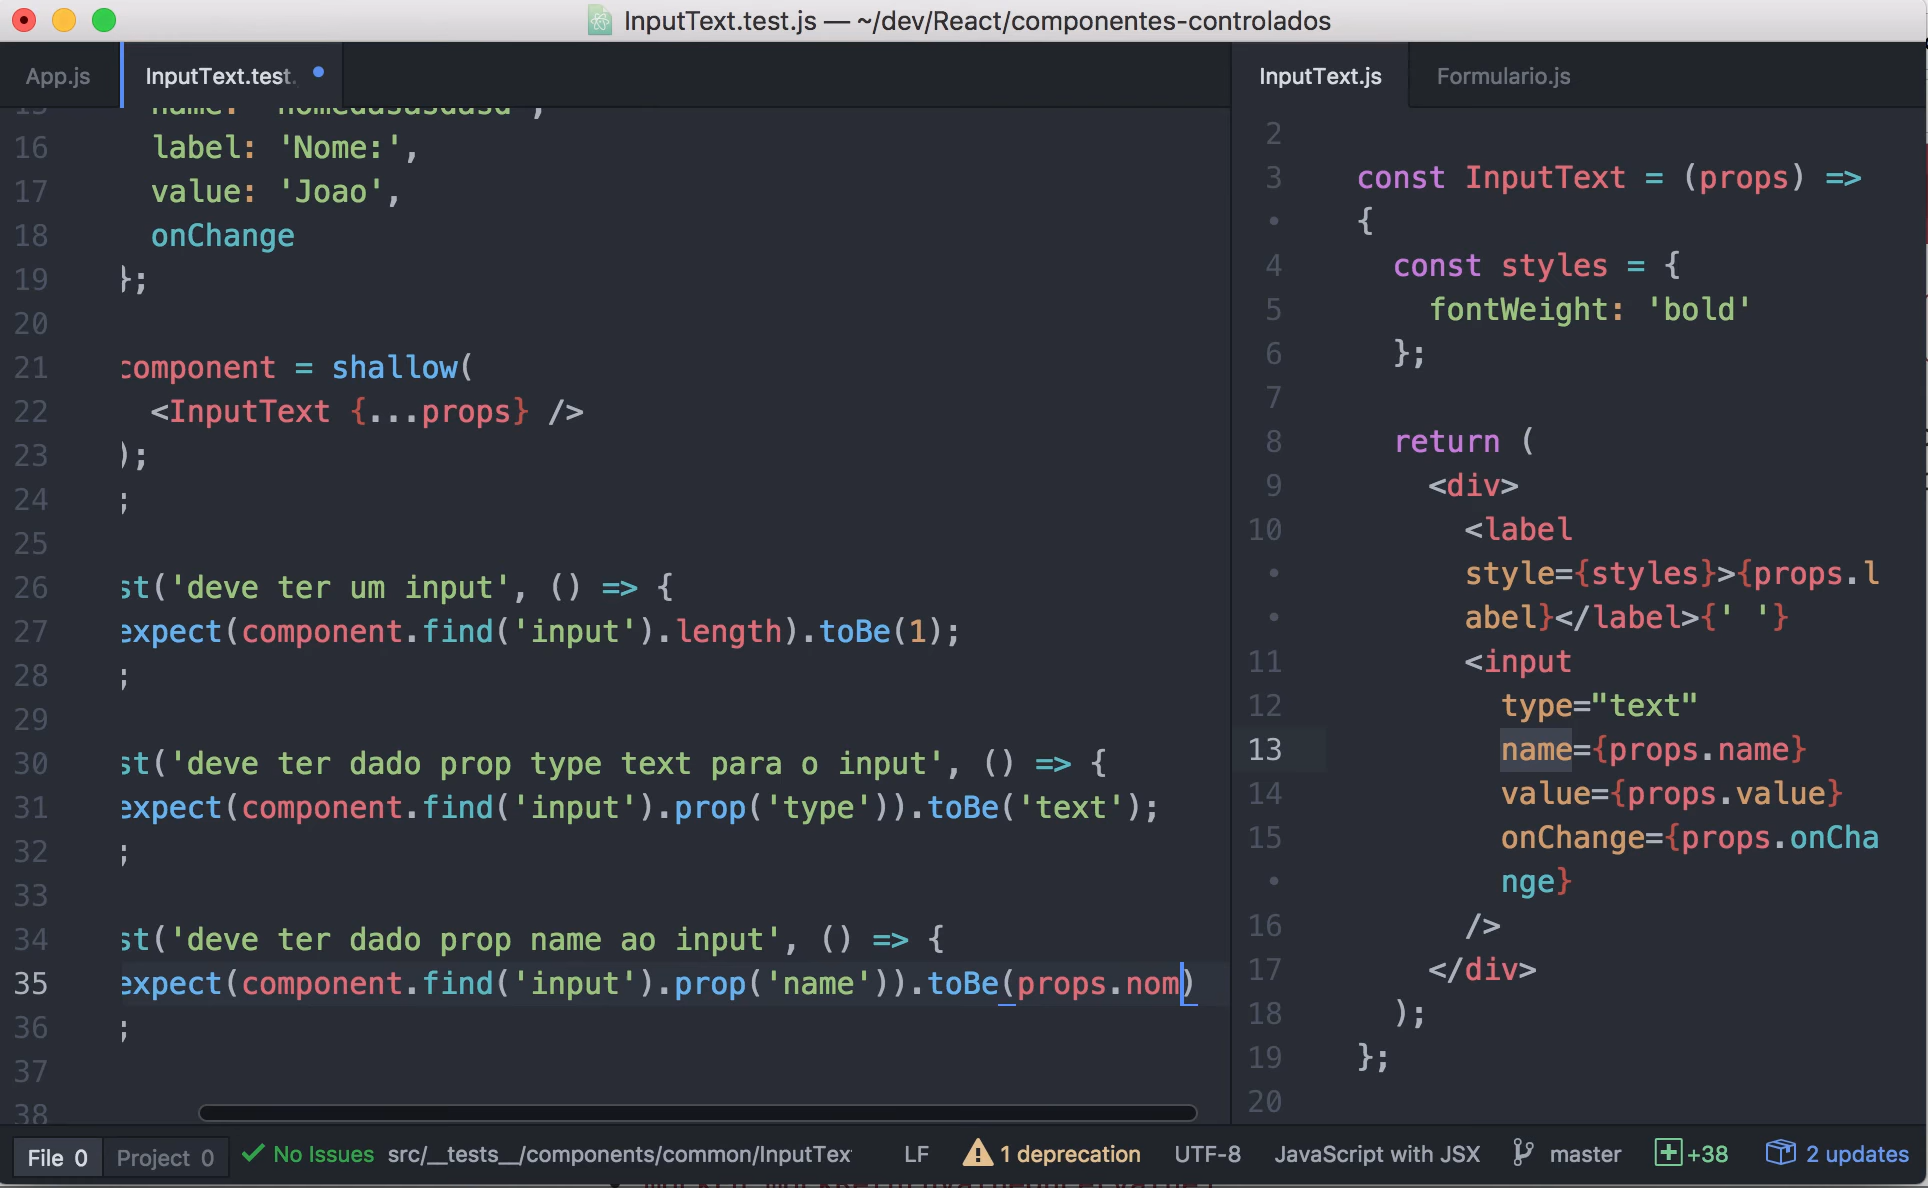 InputText.test.js — ~/dev/React/componentes-controlados
App.js
InputText.test.
InputText.js
Formulario.js
16 label: 'Nome:',
17 value: 'Joao',
18 onChange
19 };
20
21 component = shallow(
22 <InputText {...props} />
23 );
24 ;
25
26 st('deve ter um input', () => {
27 expect(component.find('input').length).toBe(1);
28 ;
29
30 st('deve ter dado prop type text para o input', () => {
31 expect(component.find('input').prop('type')).toBe('text');
32 ;
33
34 st('deve ter dado prop name ao input', () => {
35 expect(component.find('input').prop('name')).toBe(props.nom)
36 ;
37
38
2
3 const InputText = (props) =>
• {
4 const styles = {
5 fontWeight: 'bold'
6 };
7
8 return (
9 <div>
10 <label
• style={styles}>{props.l
• abel}</label>{' '}
11 <input
12 type="text"
13 name={props.name}
14 value={props.value}
15 onChange={props.onCha
• nge}
16 />
17 </div>
18 );
19 };
20
File 0 Project 0 No Issues src/__tests__/components/common/InputTex LF 1 deprecation UTF-8 JavaScript with JSX master +38 2 updates